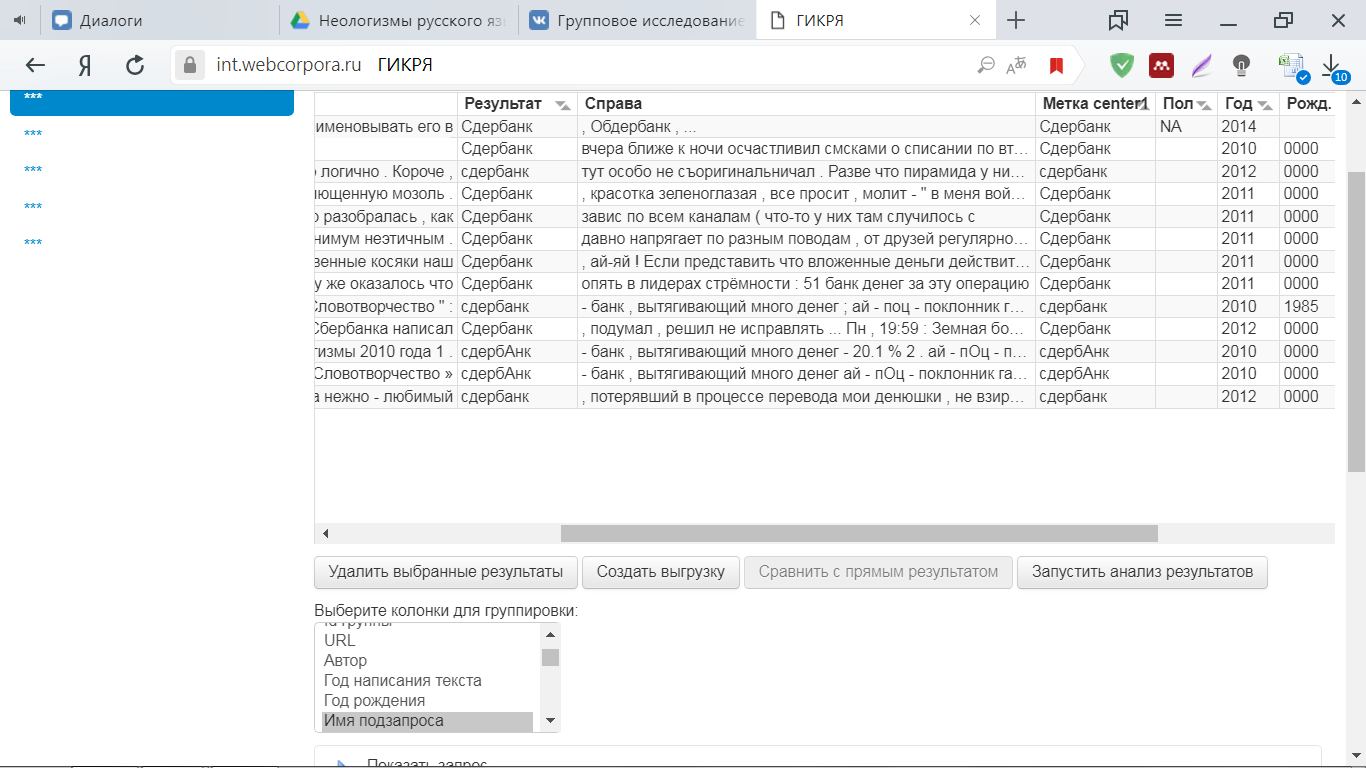 Диалоги Неологизмы русского яз Групповое исследование ГИКРЯ
int.webcorpora.ru ГИКРЯ 10
*** Результат Справа Метка center1 Пол Год Рожд.
именовывать его в Сдербанк , Обдербанк , ... Сдербанк NA 2014
*** Сдербанк вчера ближе к ночи осчастливил смсками о списании по вт... Сдербанк 2010 0000
логично . Короче , сдербанк тут особо не съоригинальничал . Разве что пирамида у ни... сдербанк 2012 0000
***
лющенную мозоль . Сдербанк , красотка зеленоглазая , все просит , молит - " в меня вой... Сдербанк 2011 0000
*** о разобралась , как Сдербанк завис по всем каналам ( что-то у них там случилось с Сдербанк 2011 0000
нимум неэтичным . Сдербанк давно напрягает по разным поводам , от друзей регулярно... Сдербанк 2011 0000
***
венные косяки наш Сдербанк , ай-яй ! Если представить что вложенные деньги действит... Сдербанк 2011 0000
у же оказалось что Сдербанк опять в лидерах стрёмности : 51 банк денег за эту операцию Сдербанк 2011 0000
Словотворчество " : сдербанк - банк , вытягивающий много денег ; ай - поц - поклонник г... сдербанк 2010 1985
Сбербанка написал Сдербанк , подумал , решил не исправлять ... Пн , 19:59 : Земная бо... Сдербанк 2012 0000
гизмы 2010 года 1 . сдербАнк - банк , вытягивающий много денег - 20.1 % 2 . ай - пОц - п... сдербАнк 2010 0000
Словотворчество » сдербАнк - банк , вытягивающий много денег ай - пОц - поклонник га... сдербАнк 2010 0000
а нежно - любимый сдербанк , потерявший в процессе перевода мои денюшки , не взир... сдербанк 2012 0000
Удалить выбранные результаты Создать выгрузку Сравнить с прямым результатом Запустить анализ результатов
Выберите колонки для группировки:
id группы
URL
Автор
Год написания текста
Год рождения
Имя подзапроса
Показать запрос